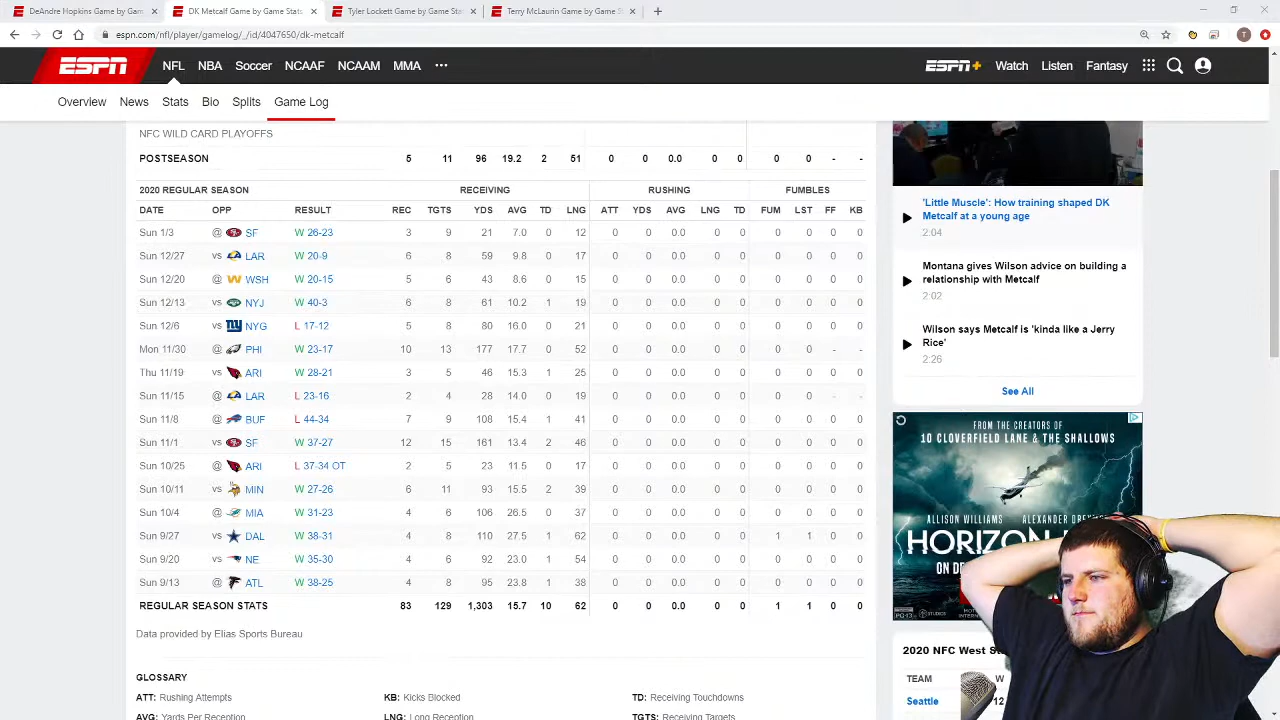 DeAndre Hopkins Game by Gam
DK Metcalf Game by Game Stats
Tyler Lockett Game by Game Stat
Terry McLaurin Game by Game S
espn.com/nfl/player/gamelog/_/id/4047650/dk-metcalf
T
ESPN NFL NBA Soccer NCAAF NCAAM MMA ESPN+ Watch Listen Fantasy
Overview News Stats Bio Splits Game Log
NFC WILD CARD PLAYOFFS
POSTSEASON 5 11 96 19.2 2 51 0 0 0.0 0 0 0 0 - -
2020 REGULAR SEASON RECEIVING RUSHING FUMBLES
DATE OPP RESULT REC TGTS YDS AVG TD LNG ATT YDS AVG LNG TD FUM LST FF KB
Sun 1/3 @ SF W 26-23 3 9 21 7.0 0 12 0 0 0.0 0 0 0 0 0 0
Sun 12/27 vs LAR W 20-9 6 8 59 9.8 0 17 0 0 0.0 0 0 0 0 0 0
Sun 12/20 @ WSH W 20-15 6 43 8.6 0 15 0 0 0.0 0 0 0 0 0 0
Sun 12/13 vs NYJ W 40-3 6 8 61 10.2 1 19 0 0 0.0 0 0 0 0 0 0
Sun 12/6 vs NYG L 17-12 5 8 80 16.0 0 21 0 0 0.0 0 0 0 0 0 0
Mon 11/30 @ PHI W 23-17 10 13 177 17.7 0 52 0 0 0.0 0 0 0 0 - -
Thu 11/19 vs ARI W 28-21 3 5 46 15.3 1 25 0 0 0.0 0 0 0 0 0 0
Sun 11/15 @ LAR L 23-16 2 4 28 14.0 0 19 0 0 0.0 0 0 0 0 - -
Sun 11/8 @ BUF L 44-34 7 9 108 15.4 1 41 0 0 0.0 0 0 0 0 0 0
Sun 11/1 vs SF W 37-27 12 15 161 13.4 2 46 0 0 0.0 0 0 0 0 0 0
Sun 10/25 @ ARI L 37-34 OT 2 5 23 11.5 0 17 0 0 0.0 0 0 0 0 0 0
Sun 10/11 vs MIN W 27-26 6 11 93 15.5 2 39 0 0 0.0 0 0 0 0 0 0
Sun 10/4 @ MIA W 31-23 4 6 106 26.5 0 37 0 0 0.0 0 0 0 0 0 0
Sun 9/27 vs DAL W 38-31 4 8 110 27.5 1 62 0 0 0.0 0 0 1 1 0 0
Sun 9/20 vs NE W 35-30 4 6 92 23.0 1 54 0 0 0.0 0 0 0 0 0 0
Sun 9/13 @ ATL W 38-25 4 8 95 23.8 1 38 0 0 0.0 0 0 0 0 0 0
REGULAR SEASON STATS 83 129 1,303 15.7 10 62 0 0 0.0 0 0 1 1 0 0
Data provided by Elias Sports Bureau
GLOSSARY
ATT: Rushing Attempts KB: Kicks Blocked TD: Receiving Touchdowns
AVG: Yards Per Reception LNG: Long Reception TGTS: Receiving Targets
'Little Muscle': How training shaped DK
Metcalf at a young age
2:04
Montana gives Wilson advice on building a
relationship with Metcalf
2:02
Wilson says Metcalf is 'kinda like a Jerry
Rice'
2:26
See All
FROM THE CREATORS OF
10 CLOVERFIELD LANE & THE SHALLOWS
ALLISON WILLIAMS ALEXANDER
HORIZON
ON
PG-13
2020 NFC West
TEAM W
Seattle 12